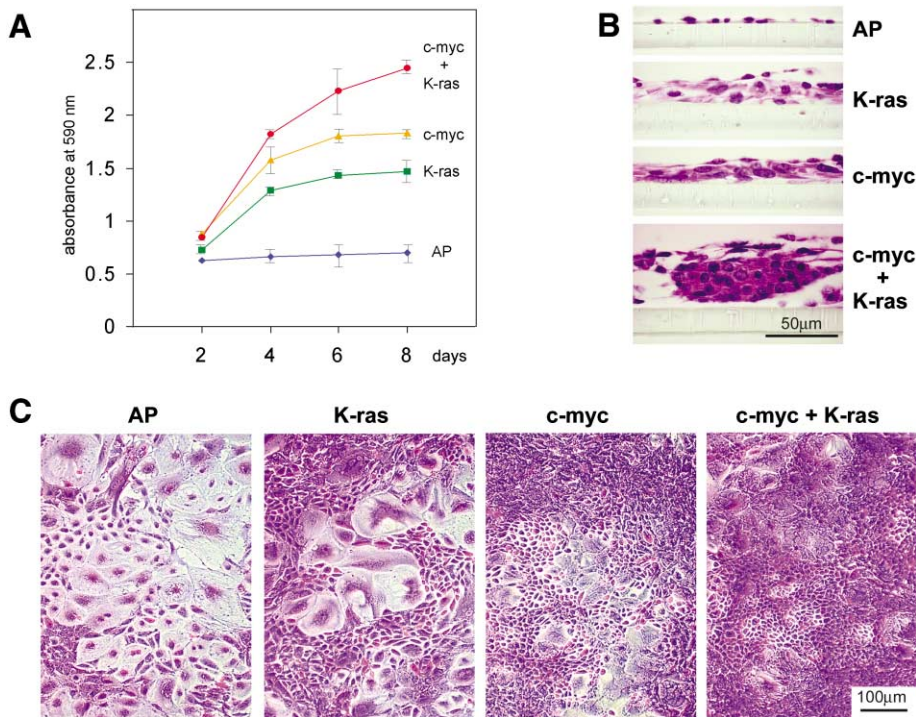 A
absorbance at 590 nm
2.5
2
1.5
1
0.5
0
2 4 6 8 days
c-myc
+
K-ras
c-myc
K-ras
AP
B
AP
K-ras
c-myc
c-myc
+
K-ras
50μm
C
AP K-ras c-myc c-myc + K-ras
100μm